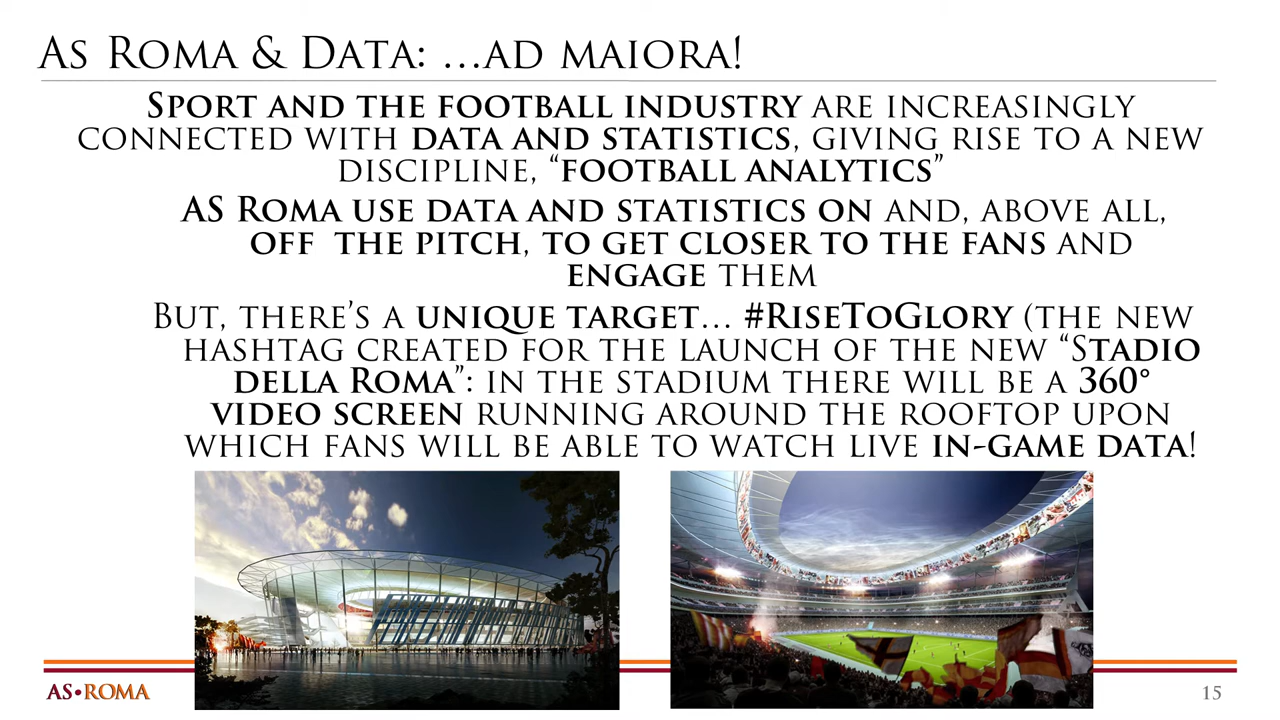 As Roma & Data: …ad maiora!
Sport and the football industry are increasingly
connected with data and statistics, giving rise to a new
discipline, “football analytics”
AS Roma use data and statistics on and, above all,
off the pitch, to get closer to the fans and
engage them
But, there’s a unique target… #RiseToGlory (the new
hashtag created for the launch of the new “Stadio
della Roma”: in the stadium there will be a 360°
video screen running around the rooftop upon
which fans will be able to watch live in-game data!
AS•ROMA
15